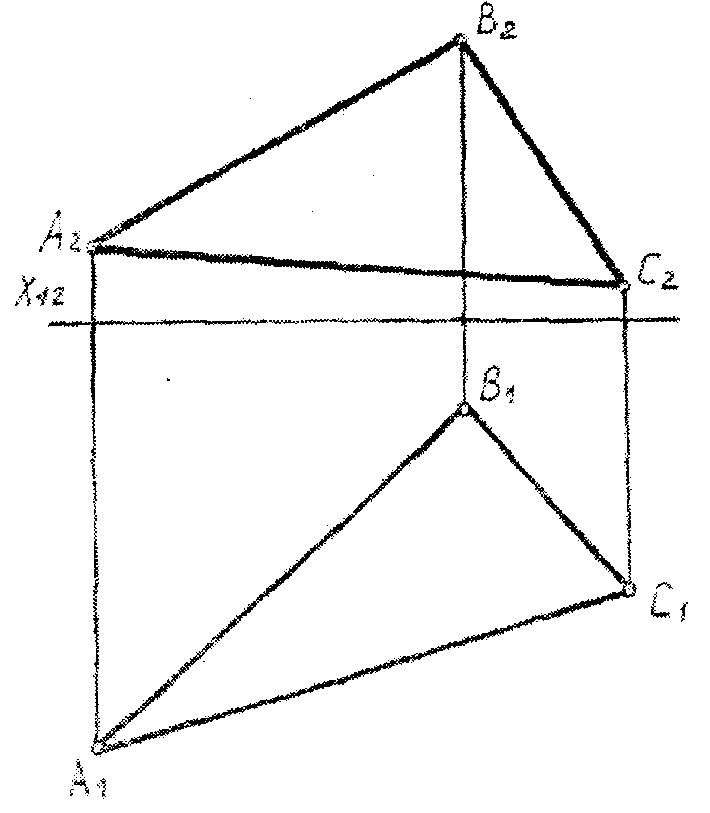 B₂
A₂
C₂
X₁₂
B₁
C₁
A₁